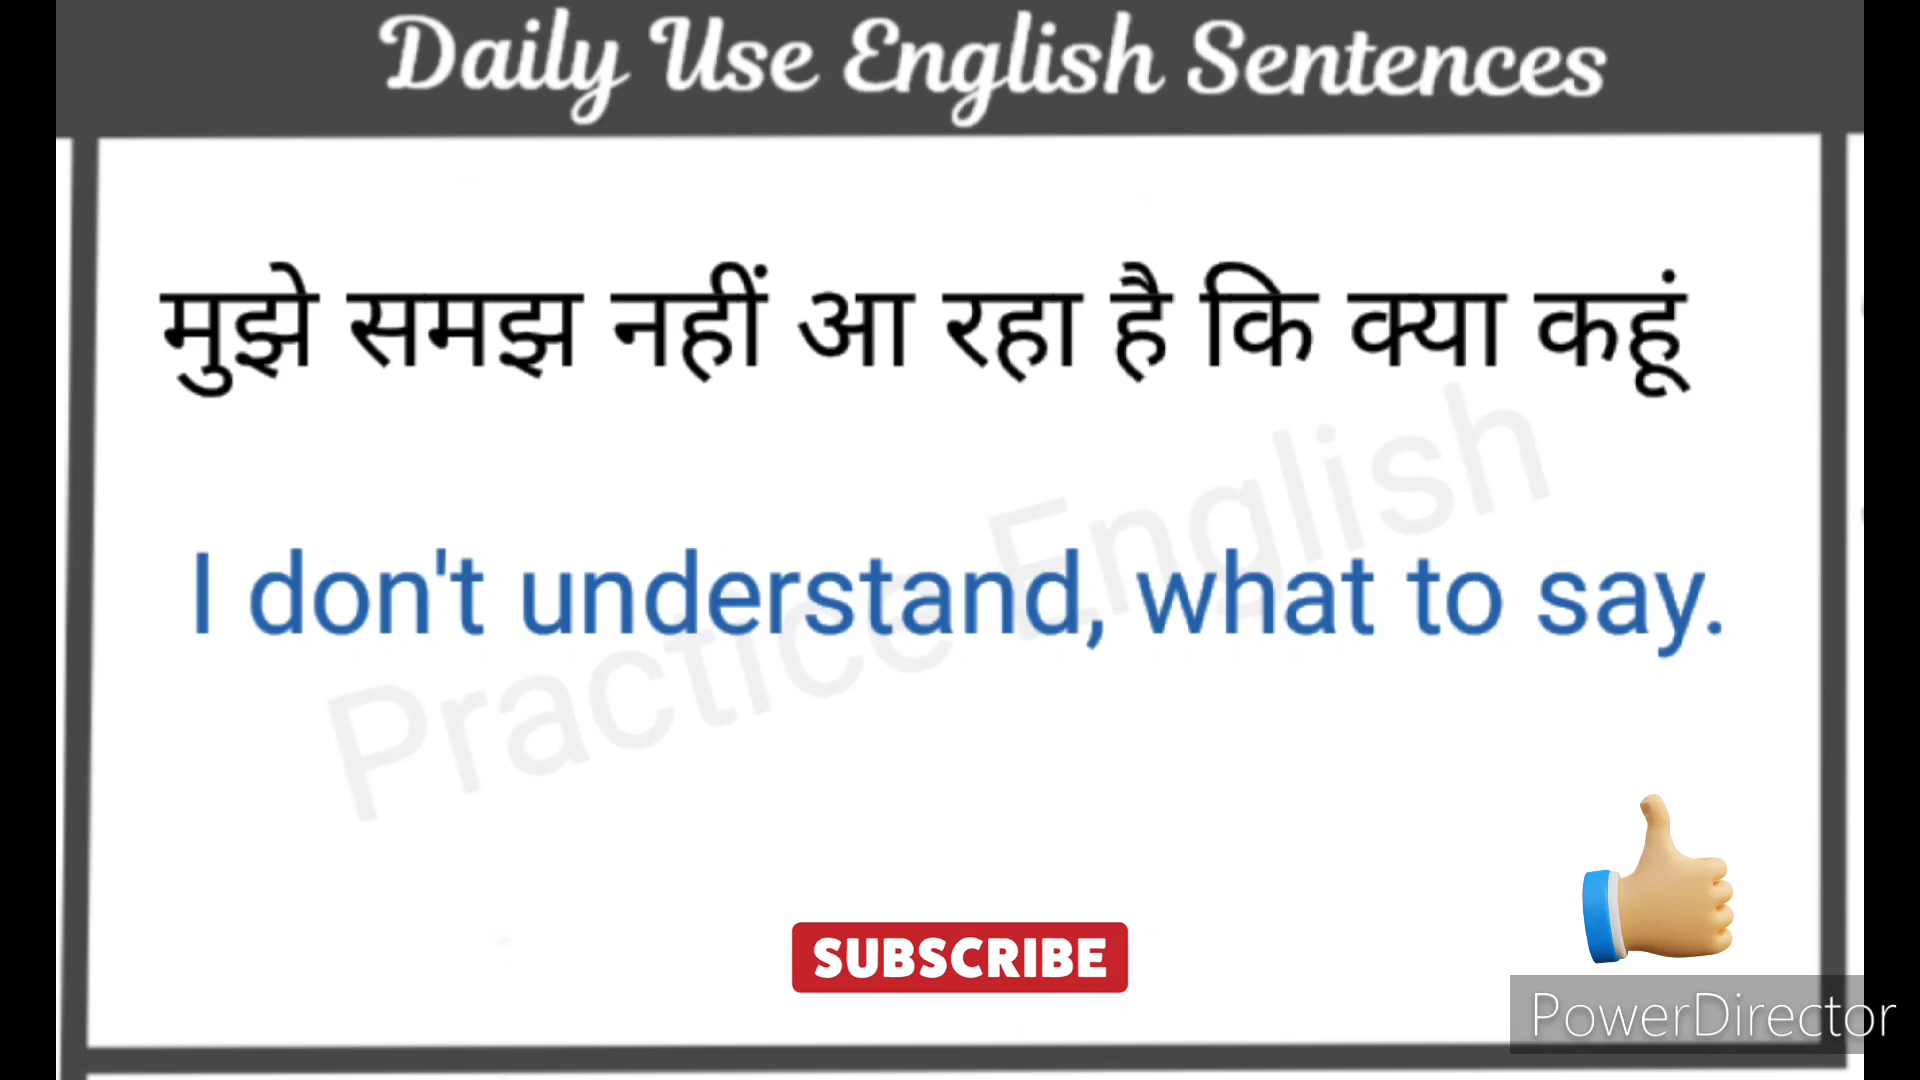 Daily Use English Sentences
मुझे समझ नहीं आ रहा है कि क्या कहूं
Practice English
I don't understand, what to say.
SUBSCRIBE
PowerDirector